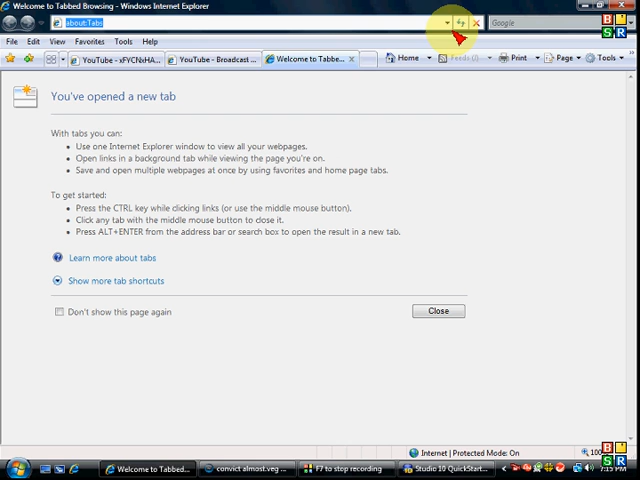 Welcome to Tabbed Browsing - Windows Internet Explorer
about:Tabs
Google
B
S R
File Edit View Favorites Tools Help
YouTube - xFYCNxHA...
YouTube - Broadcast ...
Welcome to Tabbe...
Home
Feeds (J)
Print
Page
Tools
You've opened a new tab
With tabs you can:
Use one Internet Explorer window to view all your webpages.
Open links in a background tab while viewing the page you're on.
Save and open multiple webpages at once by using favorites and home page tabs.
To get started:
Press the CTRL key while clicking links (or use the middle mouse button).
Click any tab with the middle mouse button to close it.
Press ALT+ENTER from the address bar or search box to open the result in a new tab.
Learn more about tabs
Show more tab shortcuts
Don't show this page again
Close
Internet | Protected Mode: On
B
S R
Welcome to Tabbed...
convict almost.veg ...
F7 to stop recording
Studio 10 QuickStart...
7:15 PM